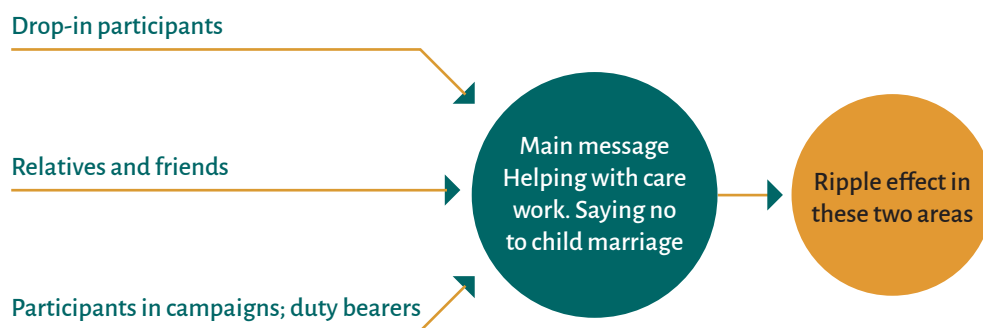 Drop-in participants
Relatives and friends
Participants in campaigns; duty bearers
Main message
Helping with care
work. Saying no
to child marriage
Ripple effect in
these two areas